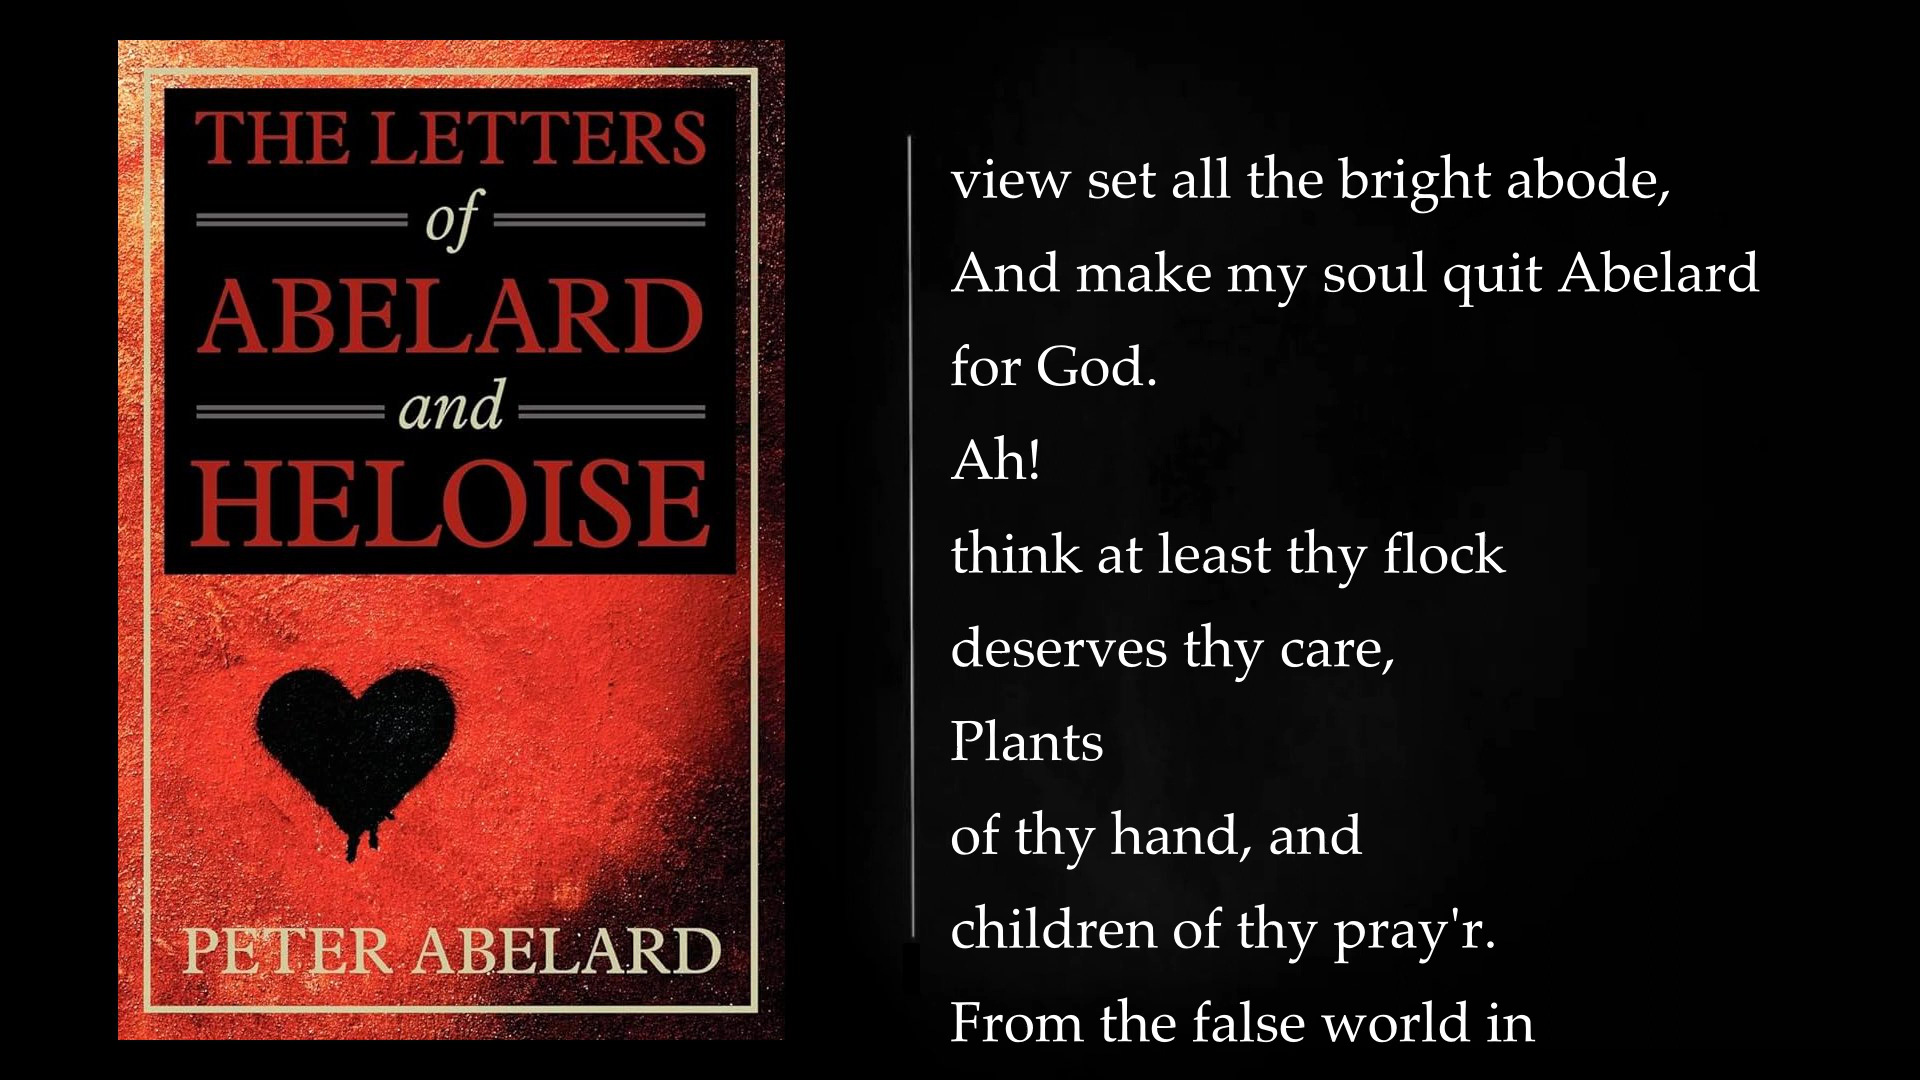 THE LETTERS
of
ABELARD
and
HELOISE
PETER ABELARD
view set all the bright abode,
And make my soul quit Abelard
for God.
Ah!
think at least thy flock
deserves thy care,
Plants
of thy hand, and
children of thy pray'r.
From the false world in